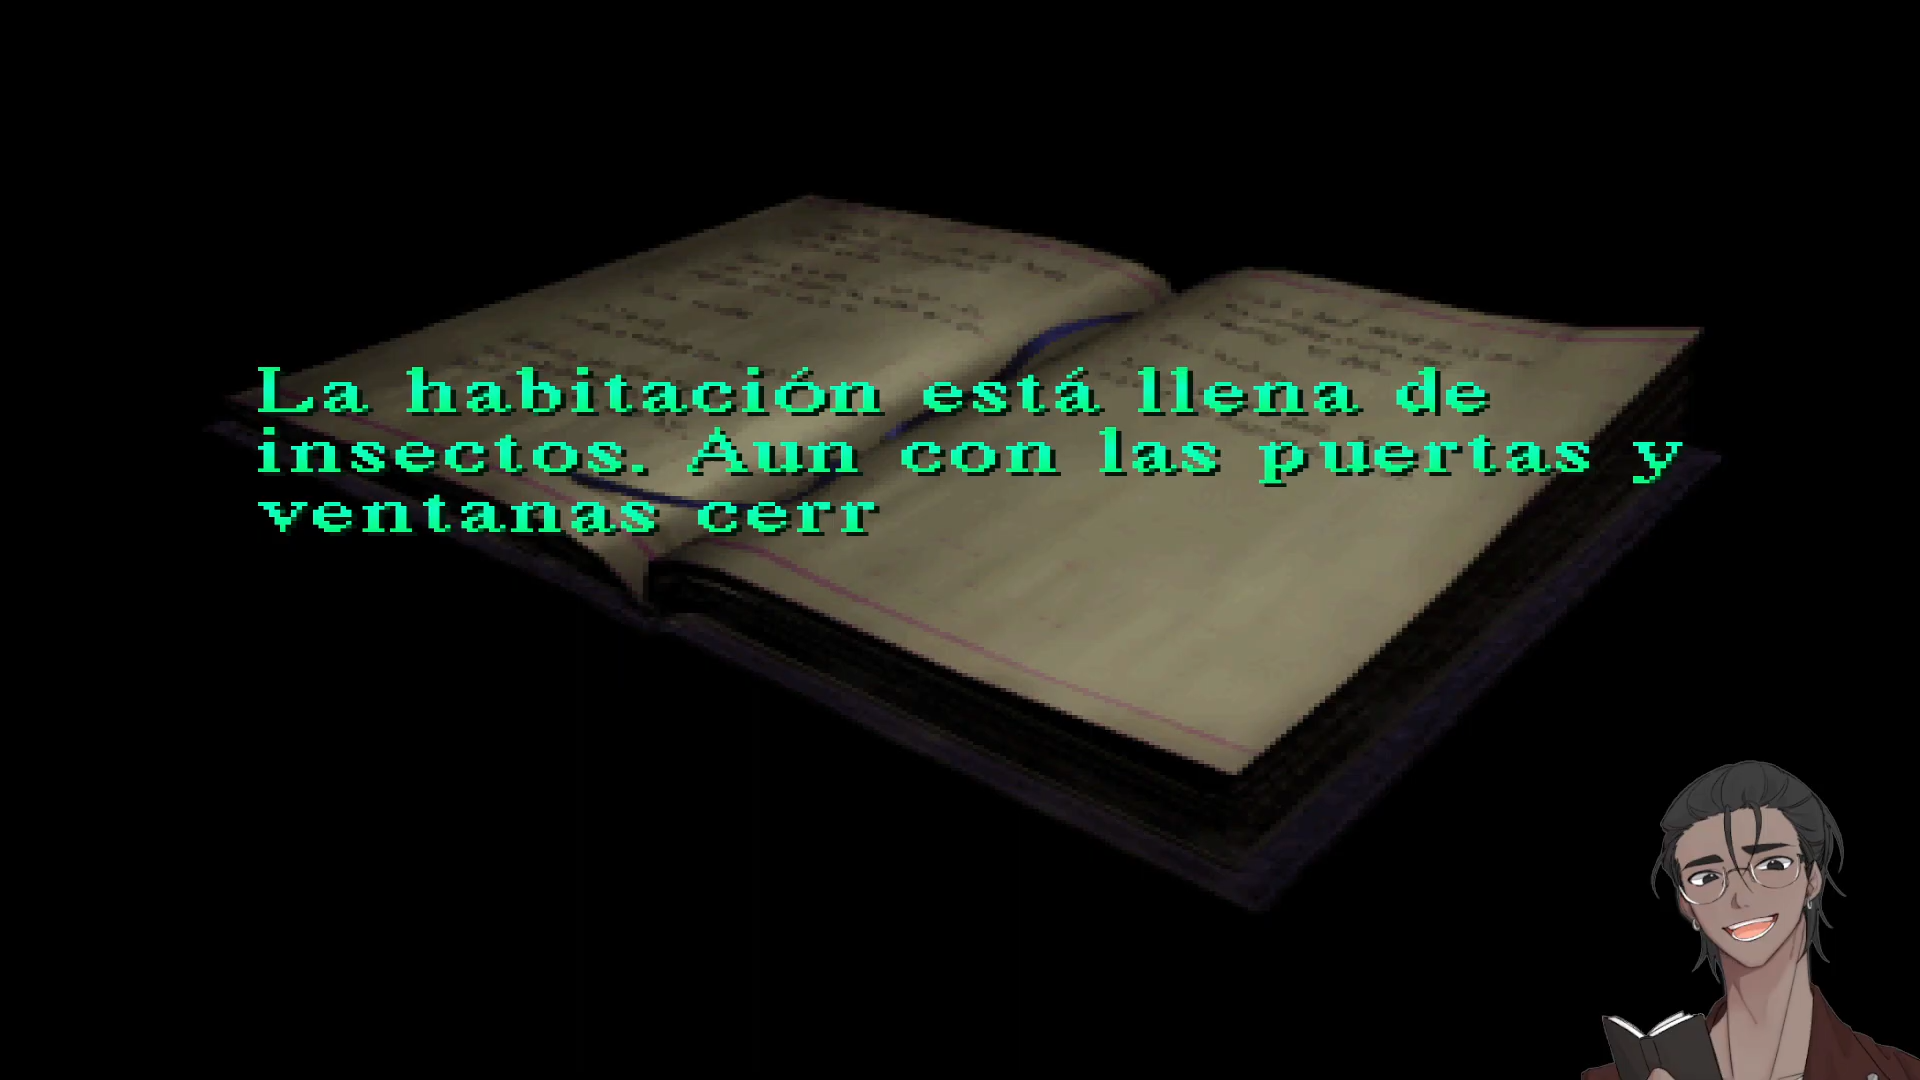 La habitación está llena de
insectos. Aun con las puertas y
ventanas cerr